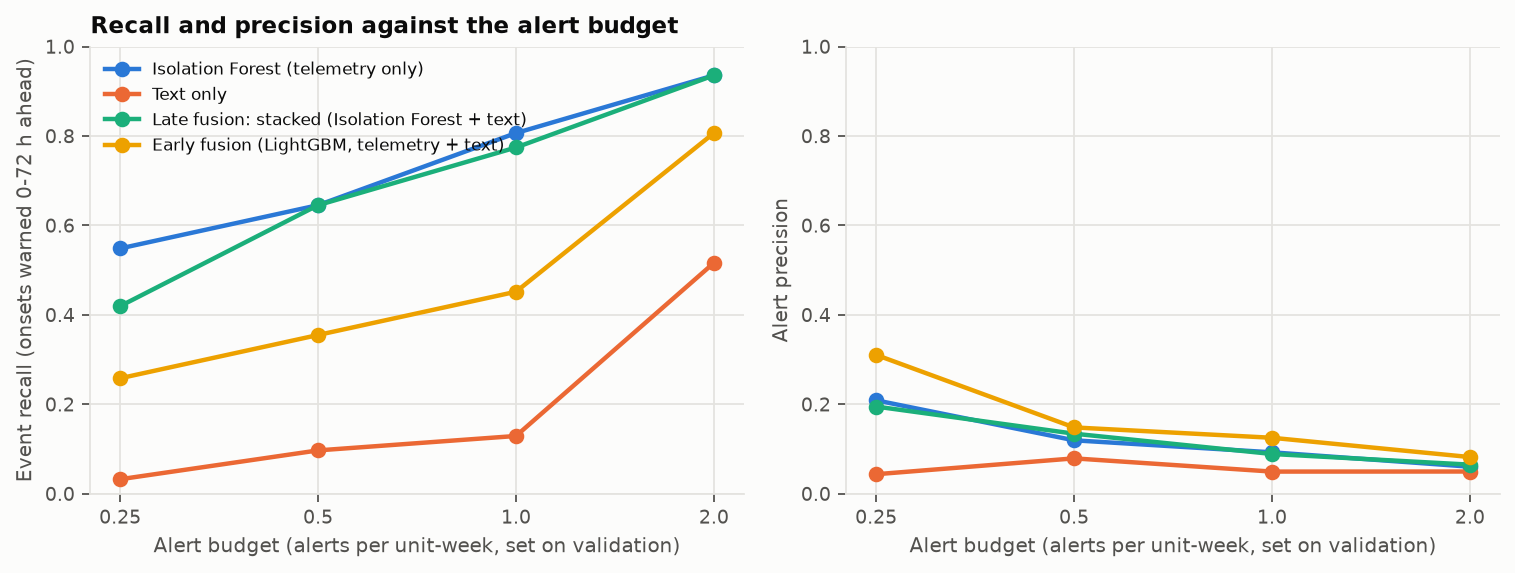 Recall and precision against the alert budget
Event recall (onsets warned 0-72 h ahead)
1.0
0.8
0.6
0.4
0.2
0.0
Isolation Forest (telemetry only)
Text only
Late fusion: stacked (Isolation Forest + text)
Early fusion (LightGBM, telemetry + text)
0.25
0.5
1.0
2.0
Alert budget (alerts per unit-week, set on validation)
Alert precision
1.0
0.8
0.6
0.4
0.2
0.0
0.25
0.5
1.0
2.0
Alert budget (alerts per unit-week, set on validation)